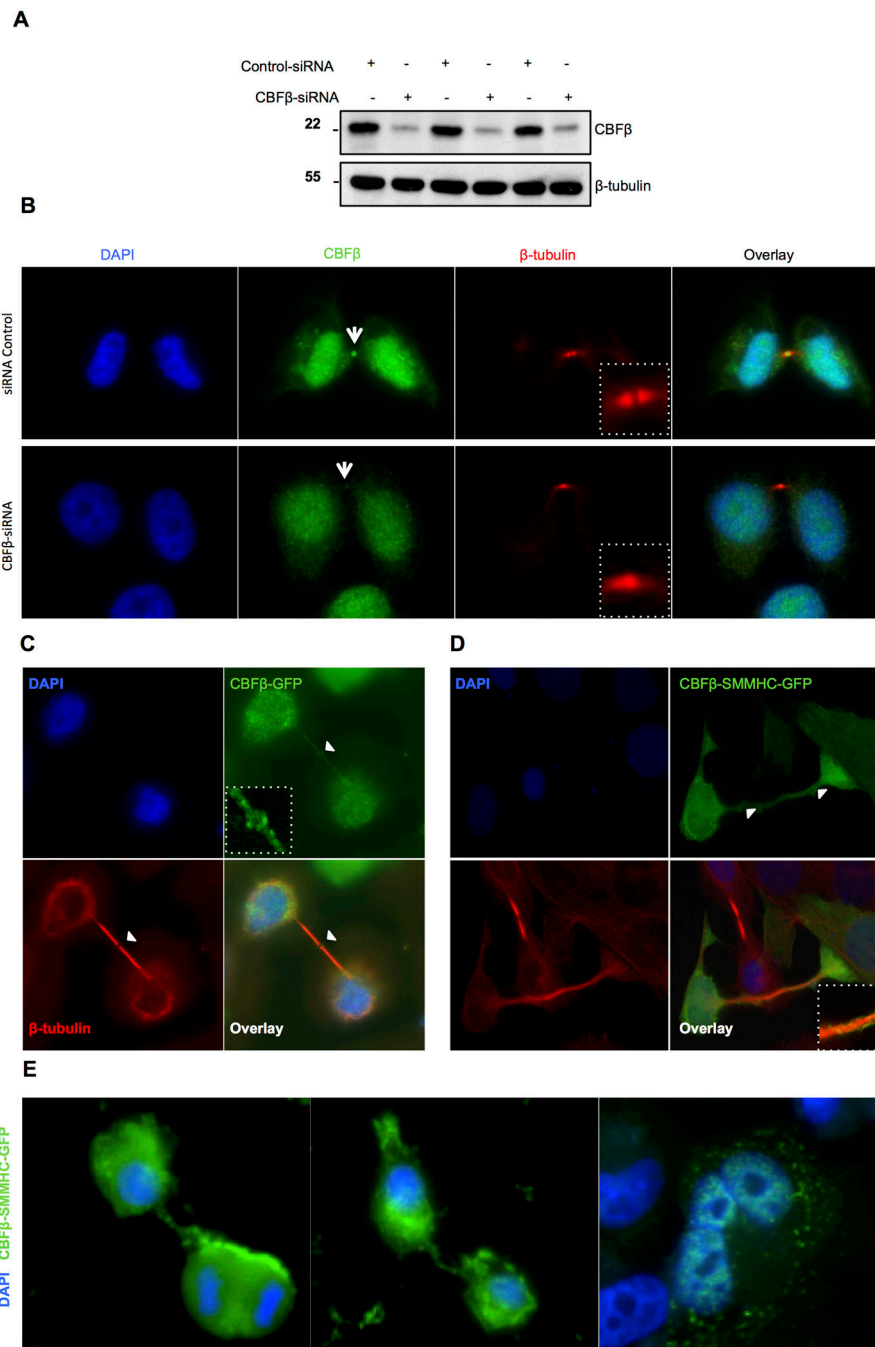 A
Control-siRNA + - + - + -
CBFβ-siRNA - + - + - +
22 - CBFβ
55 - β-tubulin
B
DAPI CBFβ β-tubulin Overlay
siRNA Control
CBFβ-siRNA
C
DAPI CBFβ-GFP
β-tubulin Overlay
D
DAPI CBFβ-SMMHC-GFP
Overlay
E
DAPI CBFβ-SMMHC-GFP